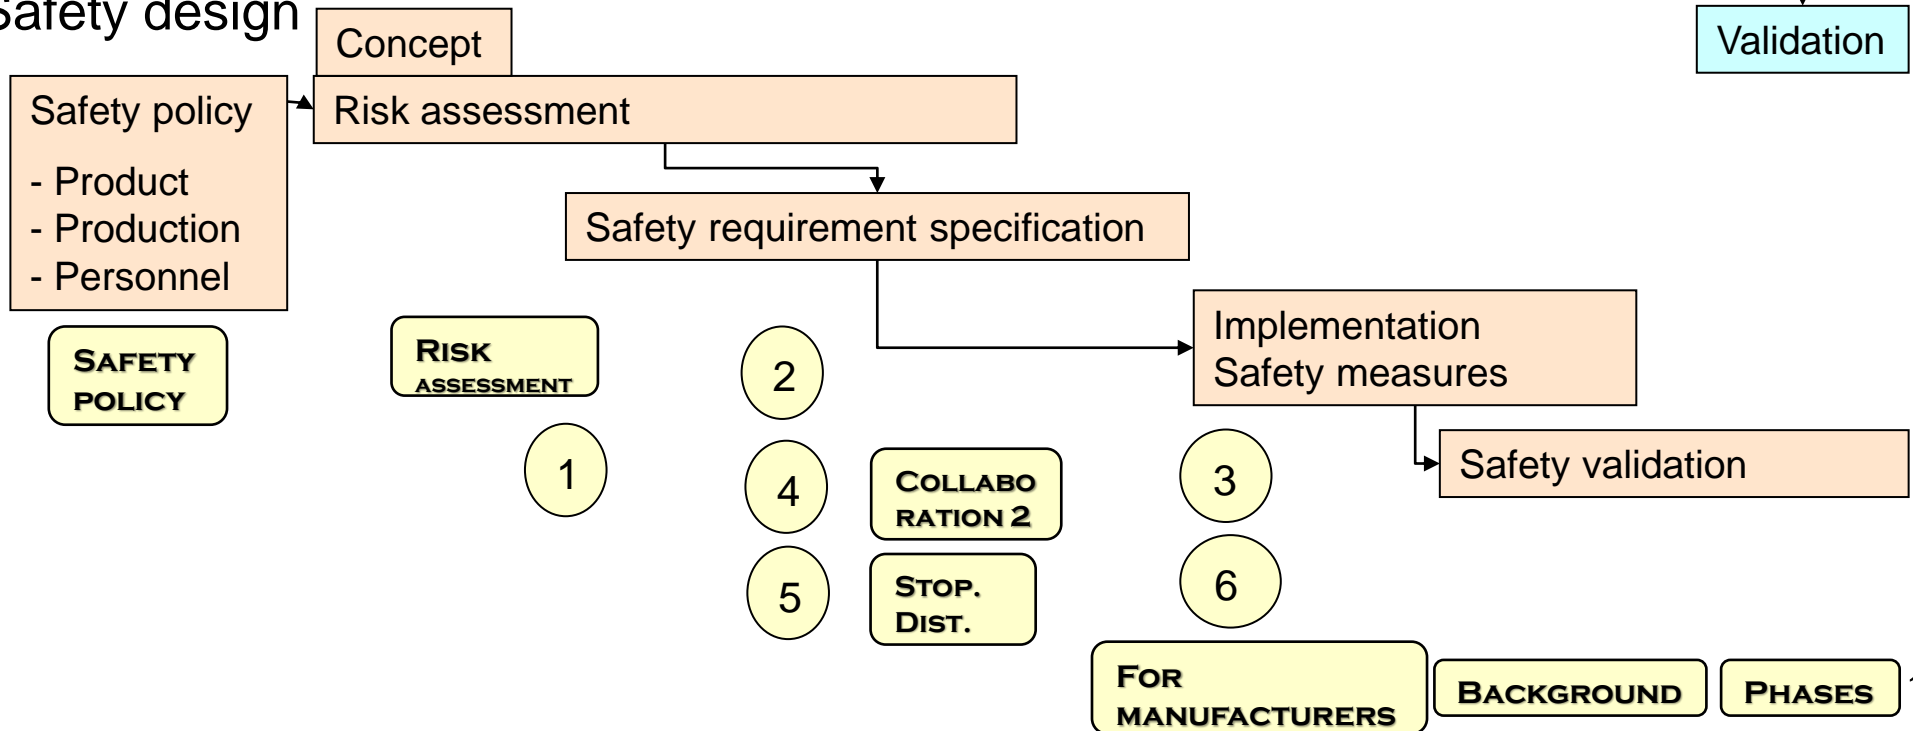 Safety design
Concept
Validation
Safety policy
- Product
- Production
- Personnel
Risk assessment
Safety requirement specification
Implementation
Safety measures
Safety validation
SAFETY
POLICY
RISK
ASSESSMENT
2
1
4
COLLABO
RATION 2
3
5
STOP.
DIST.
6
FOR
MANUFACTURERS
BACKGROUND
PHASES